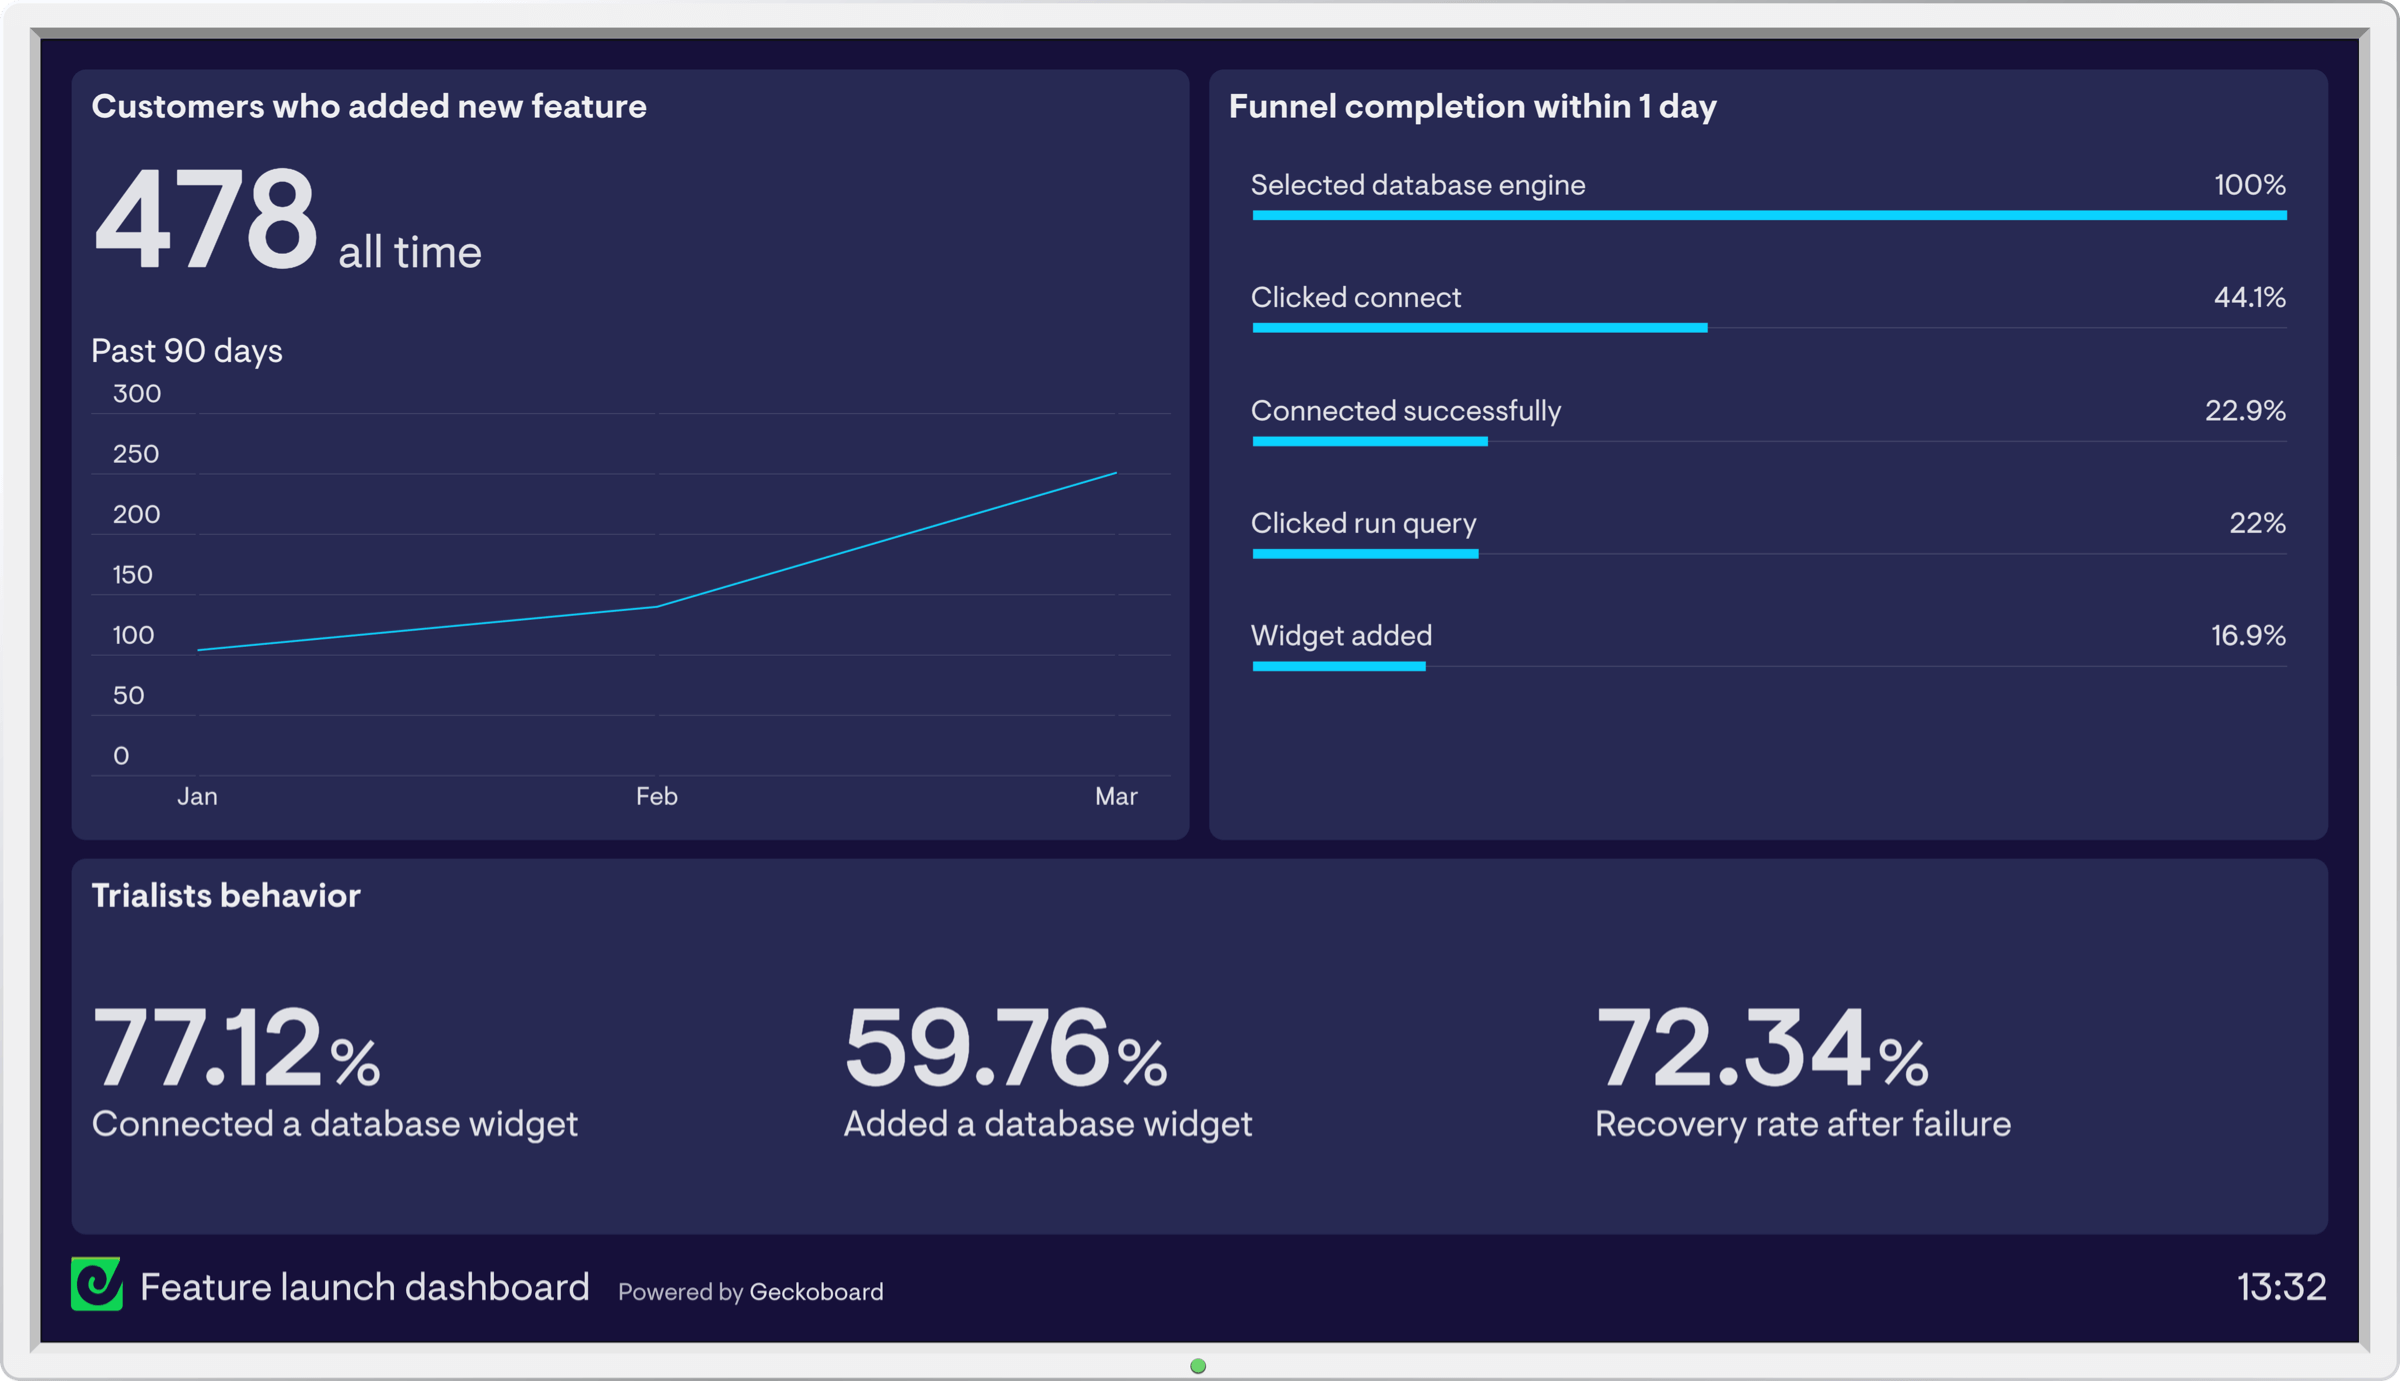 Customers who added new feature
478 all time
Past 90 days
300
250
200
150
100
50
0
Jan Feb Mar
Funnel completion within 1 day
Selected database engine 100%
Clicked connect 44.1%
Connected successfully 22.9%
Clicked run query 22%
Widget added 16.9%
Trialists behavior
77.12%
Connected a database widget
59.76%
Added a database widget
72.34%
Recovery rate after failure
Feature launch dashboard Powered by Geckoboard 13:32